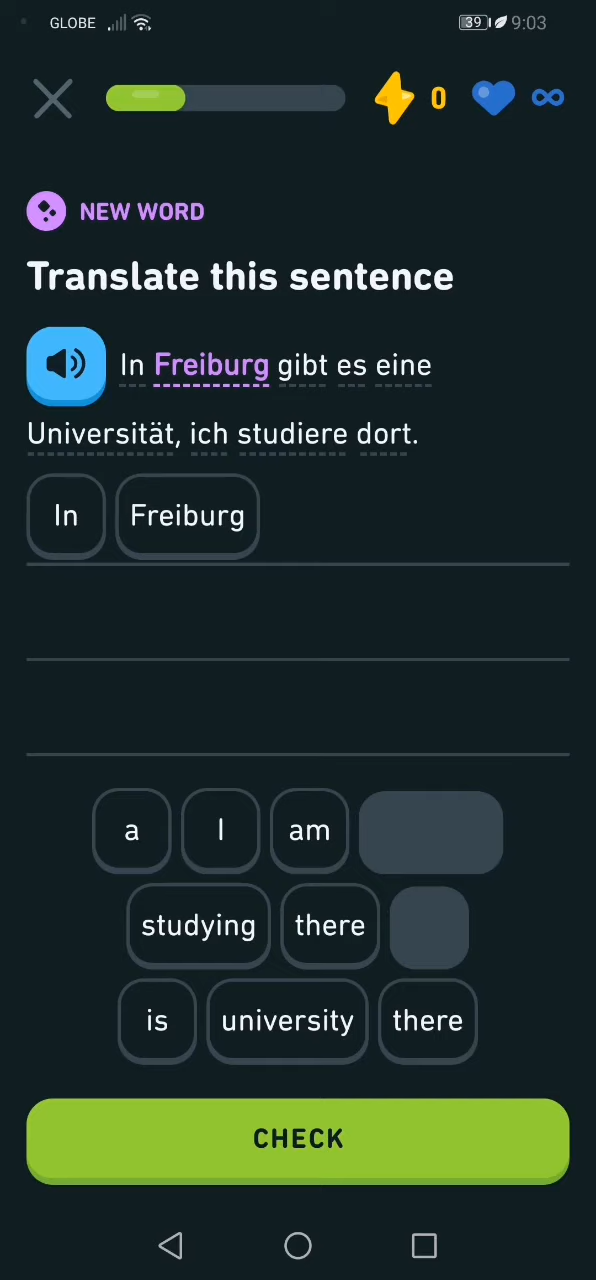 GLOBE 39 9:03
0 ∞
NEW WORD
Translate this sentence
In Freiburg gibt es eine
Universität, ich studiere dort.
In Freiburg
a I am
studying there
is university there
CHECK